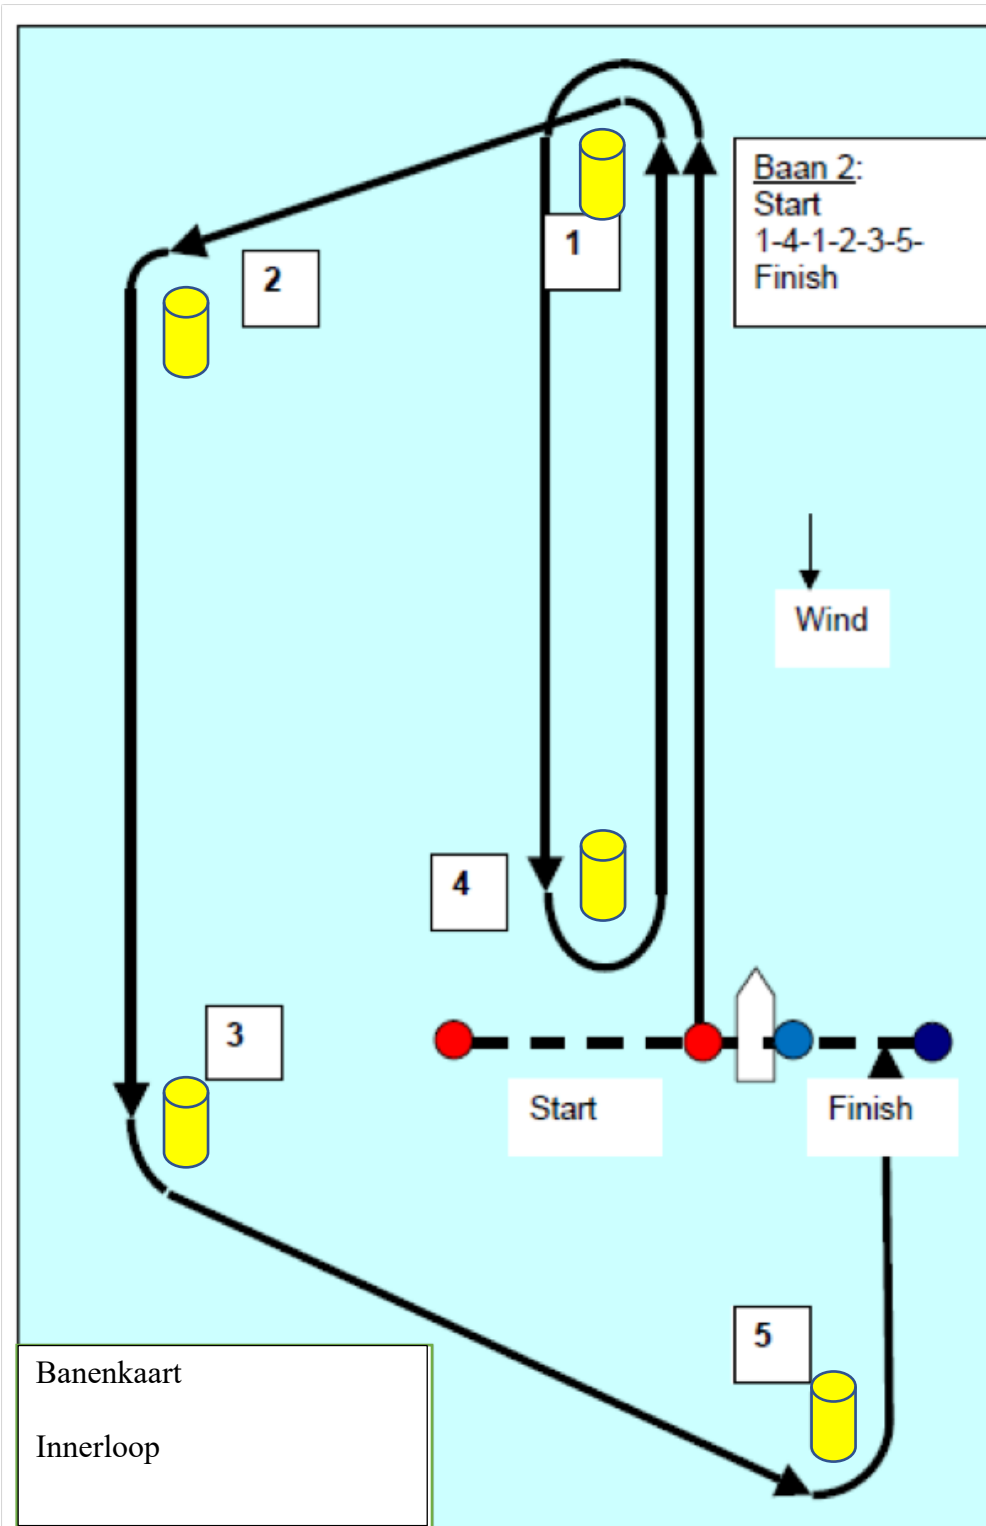 1
Baan 2:
Start
1-4-1-2-3-5-
Finish
2
Wind
4
3
Start
Finish
5
Banenkaart
Innerloop